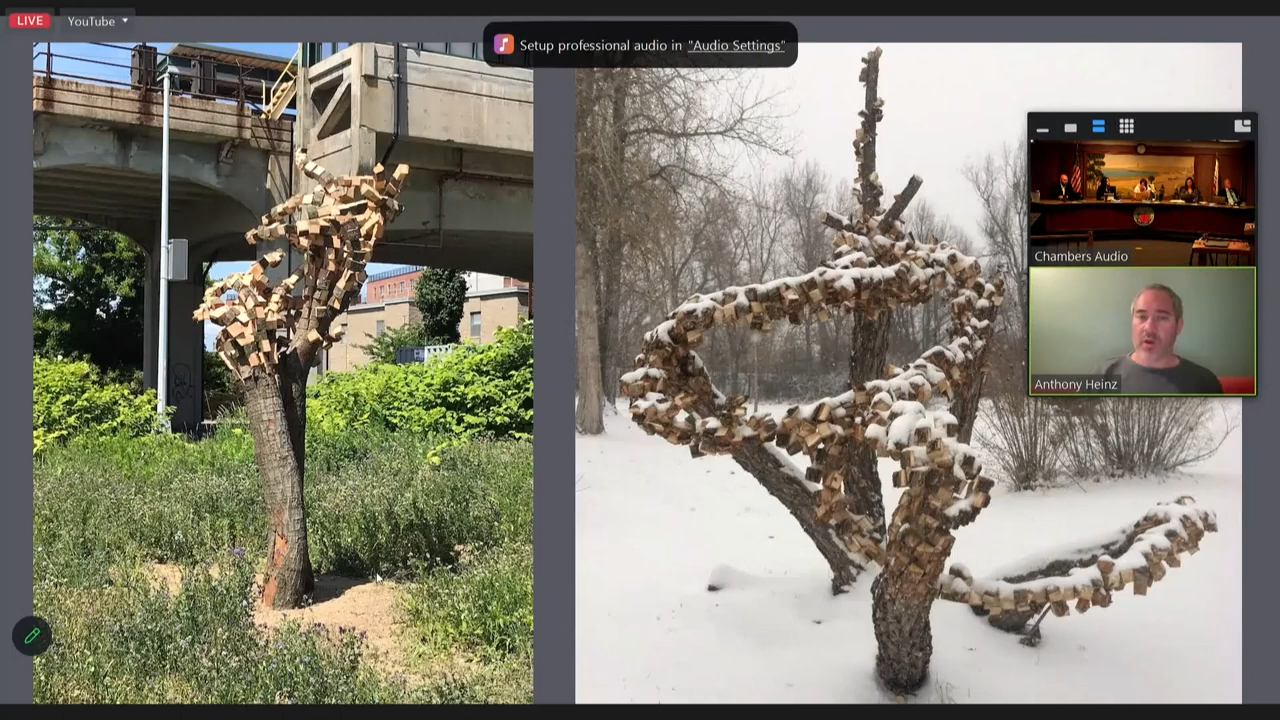 LIVE
YouTube
Setup professional audio in "Audio Settings"
Chambers Audio
Anthony Heinz